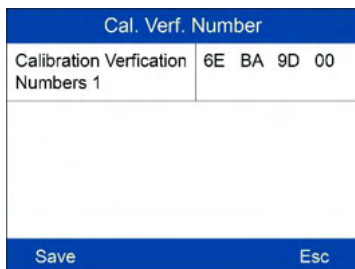 Cal. Verf. Number
Calibration Verfication 6E BA 9D 00
Numbers 1
Save Esc